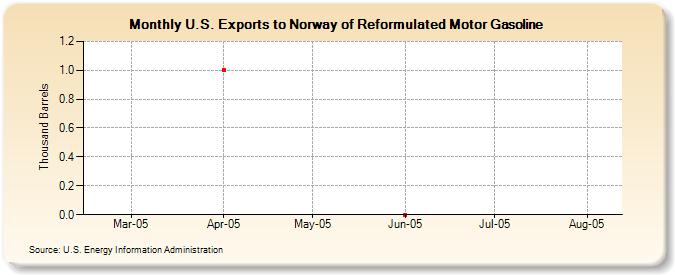 Monthly U.S. Exports to Norway of Reformulated Motor Gasoline
Thousand Barrels
1.2
1.0
0.8
0.6
0.4
0.2
0.0
Mar-05 Apr-05 May-05 Jun-05 Jul-05 Aug-05
Source: U.S. Energy Information Administration